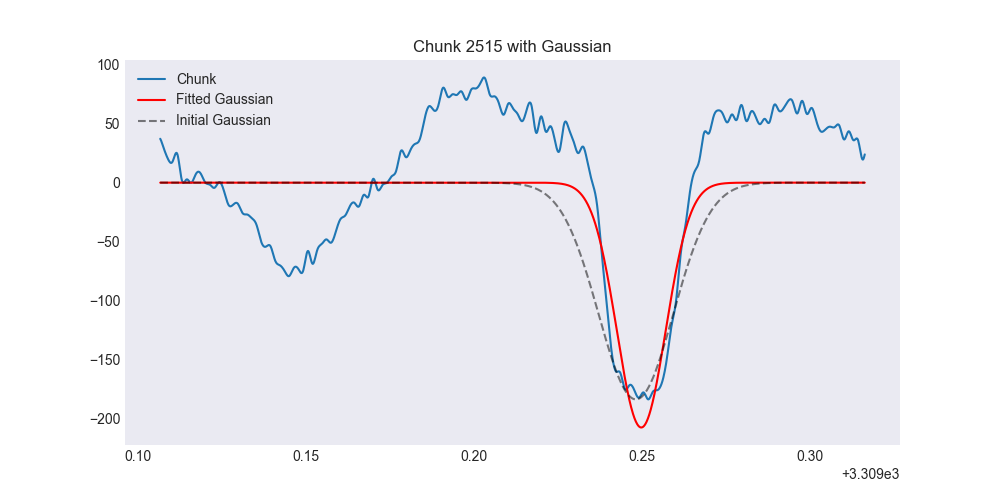 Chunk 2515 with Gaussian
Chunk
Fitted Gaussian
Initial Gaussian
100
50
0
−50
−100
−150
−200
0.10 0.15 0.20 0.25 0.30
+3.309e3